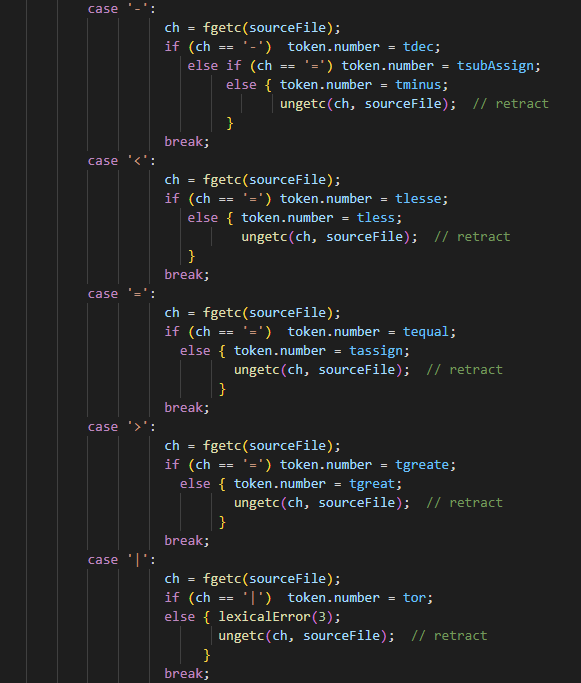 case '-':
ch = fgetc(sourceFile);
if (ch == '-')  token.number = tdec;
else if (ch == '=') token.number = tsubAssign;
else { token.number = tminus;
ungetc(ch, sourceFile);  // retract
}
break;
case '<':
ch = fgetc(sourceFile);
if (ch == '=') token.number = tlesse;
else { token.number = tless;
ungetc(ch, sourceFile);  // retract
}
break;
case '=':
ch = fgetc(sourceFile);
if (ch == '=')  token.number = tequal;
else { token.number = tassign;
ungetc(ch, sourceFile);  // retract
}
break;
case '>':
ch = fgetc(sourceFile);
if (ch == '=') token.number = tgreate;
else { token.number = tgreat;
ungetc(ch, sourceFile);  // retract
}
break;
case '|':
ch = fgetc(sourceFile);
if (ch == '|')  token.number = tor;
else { lexicalError(3);
ungetc(ch, sourceFile);  // retract
}
break;